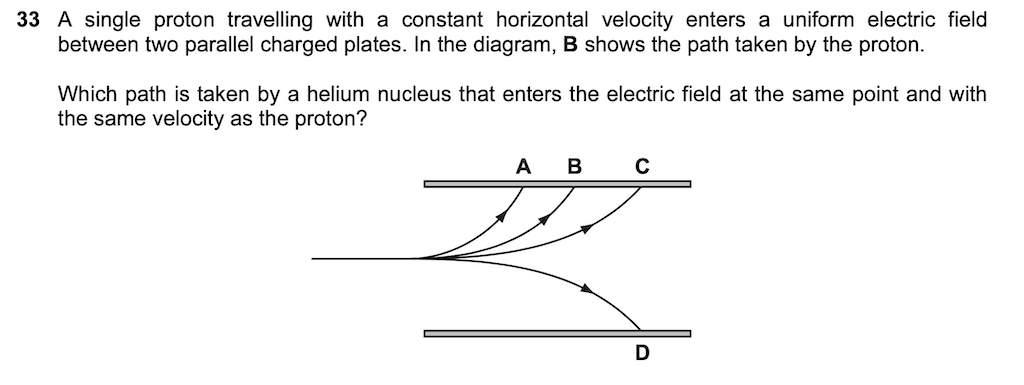 33 A single proton travelling with a constant horizontal velocity enters a uniform electric field
between two parallel charged plates. In the diagram, B shows the path taken by the proton.
Which path is taken by a helium nucleus that enters the electric field at the same point and with
the same velocity as the proton?
A B C
D